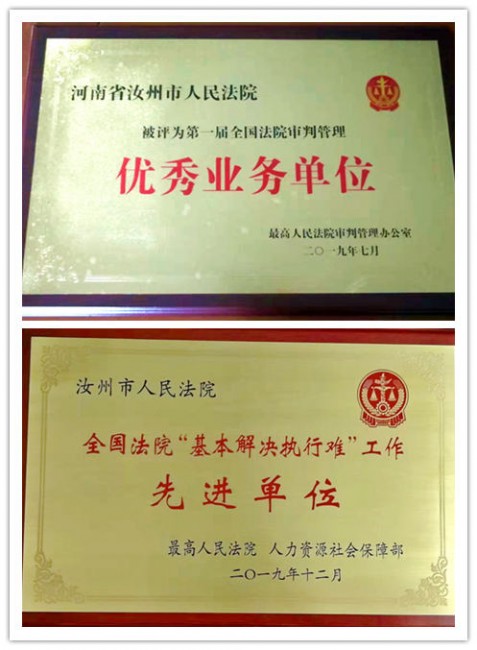 河南省汝州市人民法院
被评为第一届全国法院审判管理
优秀业务单位
最高人民法院审判管理办公室
二〇一九年七月
汝州市人民法院
全国法院“基本解决执行难”工作
先进单位
最高人民法院 人力资源社会保障部
二〇一九年十二月